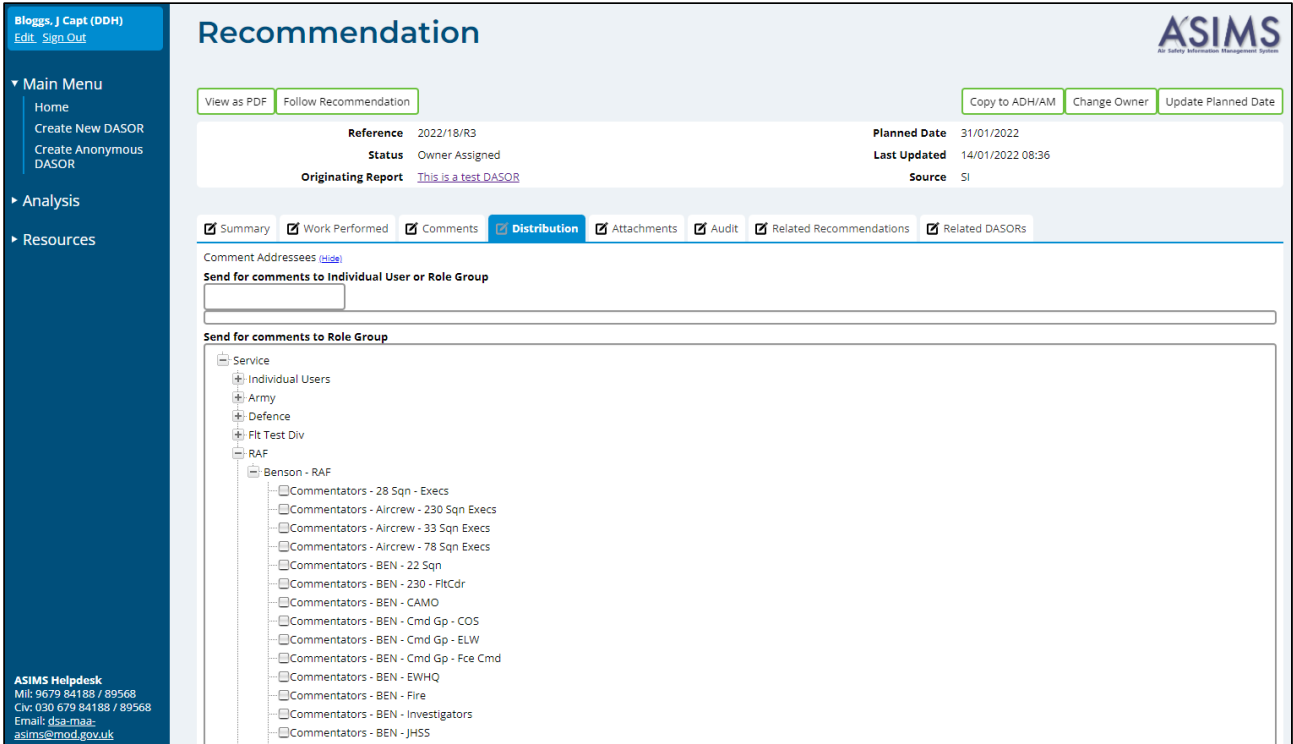 Bloggs, J Capt (DDH)
Edit Sign Out
Main Menu
Home
Create New DASOR
Create Anonymous
DASOR
Analysis
Resources
ASIMS Helpdesk
Mil: 9679 84188 / 89568
Civ: 030 679 84188 / 89568
Email: dsa-maa-
asims@mod.gov.uk
Recommendation
ASIMS
Air Safety Information Management System
View as PDF Follow Recommendation Copy to ADH/AM Change Owner Update Planned Date
Reference 2022/18/R3 Planned Date 31/01/2022
Status Owner Assigned Last Updated 14/01/2022 08:36
Originating Report This is a test DASOR Source SI
Summary Work Performed Comments Distribution Attachments Audit Related Recommendations Related DASORs
Comment Addressees (Hide)
Send for comments to Individual User or Role Group
Send for comments to Role Group
Service
Individual Users
Army
Defence
Flt Test Div
RAF
Benson - RAF
Commentators - 28 Sqn - Execs
Commentators - Aircrew - 230 Sqn Execs
Commentators - Aircrew - 33 Sqn Execs
Commentators - Aircrew - 78 Sqn Execs
Commentators - BEN - 22 Sqn
Commentators - BEN - 230 - FltCdr
Commentators - BEN - CAMO
Commentators - BEN - Cmd Gp - COS
Commentators - BEN - Cmd Gp - ELW
Commentators - BEN - Cmd Gp - Fce Cmd
Commentators - BEN - EWHQ
Commentators - BEN - Fire
Commentators - BEN - Investigators
Commentators - BEN - JHSS